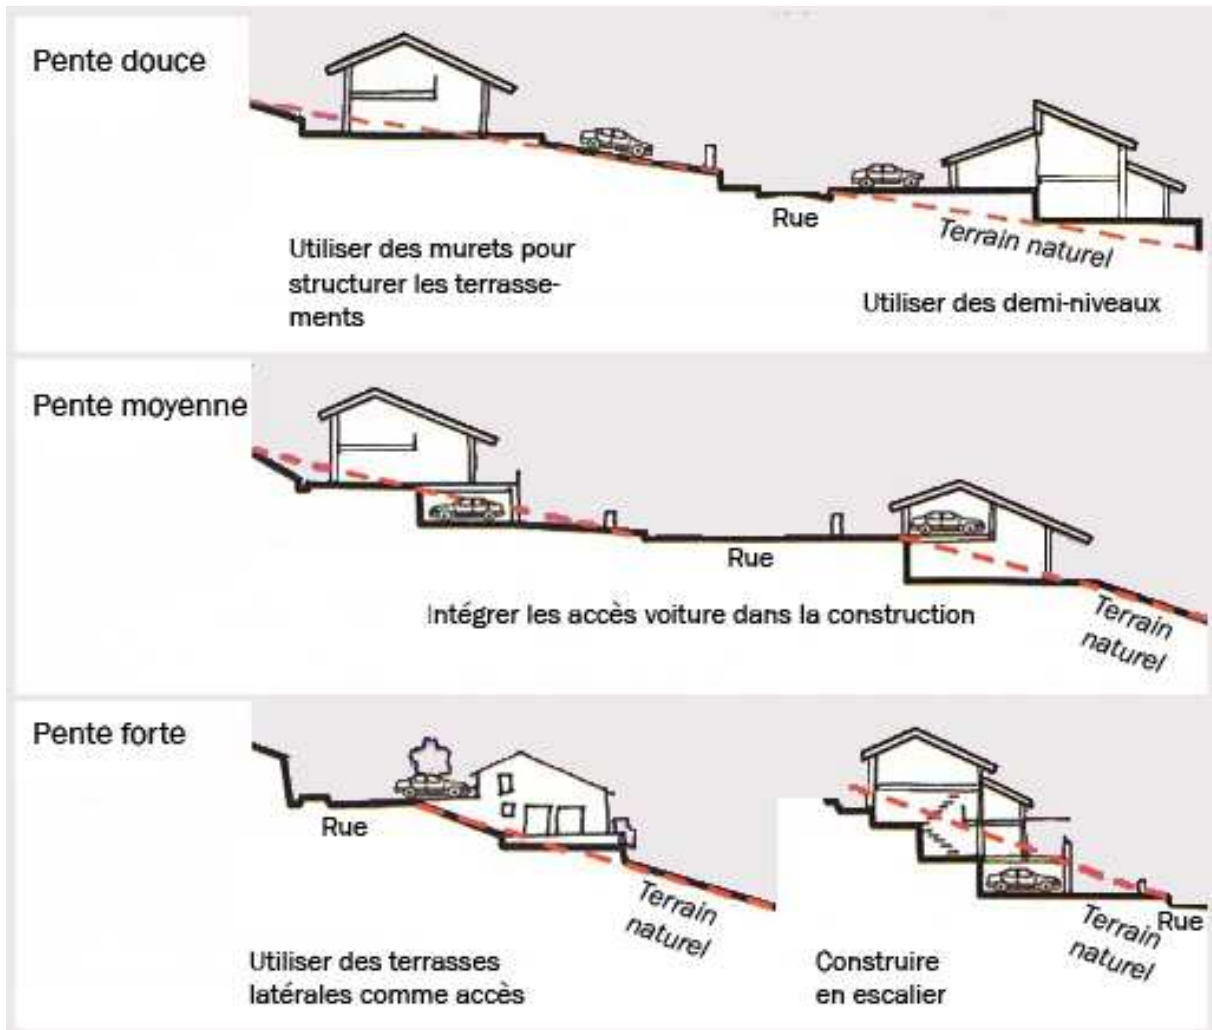 Pente douce
Rue
Terrain naturel
Utiliser des murets pour
structurer les terrasse-
ments
Utiliser des demi-niveaux
Pente moyenne
Rue
Intégrer les accès voiture dans la construction
Terrain
naturel
Pente forte
Rue
Terrain
naturel
Utiliser des terrasses
latérales comme accès
Terrain
naturel
Rue
Construire
en escalier